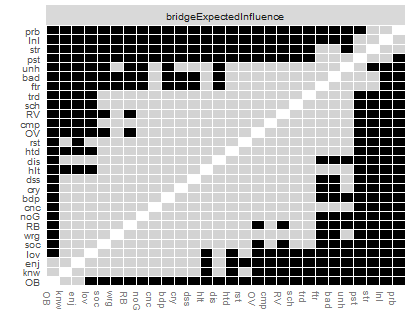 bridgeExpectedInfluence
prb
lnl
str
pst
unh
bad
ftr
trd
sch
RV
cmp
OV
rst
htd
dis
hlt
dss
cry
bdp
cnc
noG
RB
wrg
soc
lov
enj
knw
OB
OB knw enj lov soc wrg RB noG cnc bdp cry dss hlt dis htd rst OV cmp RV sch trd ftr bad unh pst str lnl prb